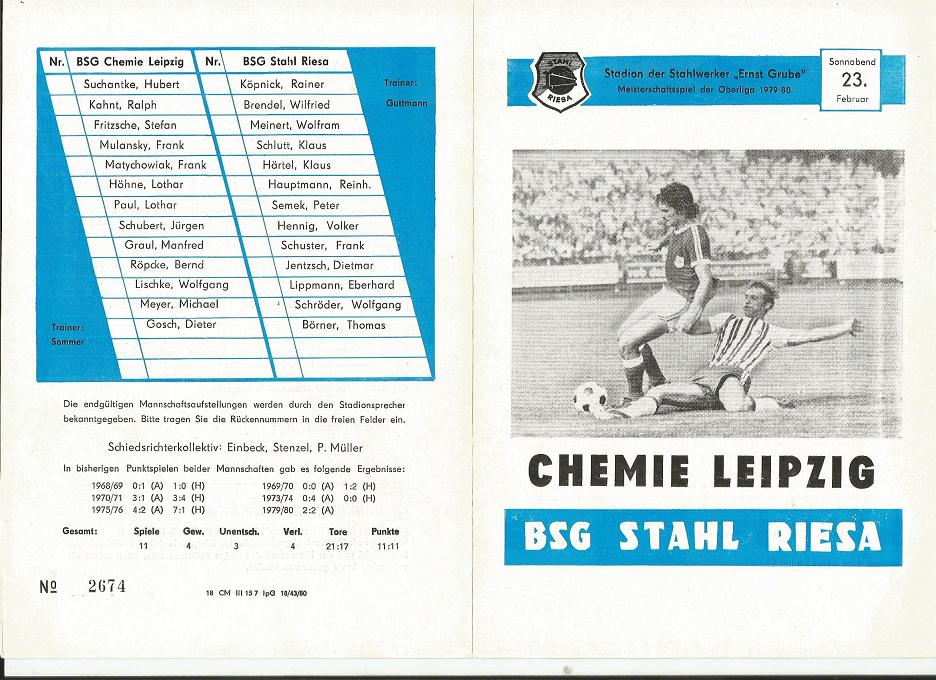 Nr. BSG Chemie Leipzig Nr. BSG Stahl Riesa
Suchantke, Hubert Köpnick, Rainer
Kahnt, Ralph Brendel, Wilfried
Fritzsche, Stefan Meinert, Wolfram
Mulansky, Frank Schlutt, Klaus
Matychowiak, Frank Härtel, Klaus
Höhne, Lothar Hauptmann, Reinh.
Paul, Lothar Semek, Peter
Schubert, Jürgen Hennig, Volker
Graul, Manfred Schuster, Frank
Röpcke, Bernd Jentzsch, Dietmar
Lischke, Wolfgang Lippmann, Eberhard
Meyer, Michael Schröder, Wolfgang
Gosch, Dieter Börner, Thomas
Trainer:
Guttmann
Trainer:
Sommer
Die endgültigen Mannschaftsaufstellungen werden durch den Stadionsprecher
bekanntgegeben. Bitte tragen Sie die Rückennummern in die freien Felder ein.
Schiedsrichterkollektiv: Einbeck, Stenzel, P. Müller
In bisherigen Punktspielen beider Mannschaften gab es folgende Ergebnisse:
1968/69 0:1 (A) 1:0 (H) 1969/70 0:0 (A) 1:2 (H)
1970/71 3:1 (A) 3:4 (H) 1973/74 0:4 (A) 0:0 (H)
1975/76 4:2 (A) 7:1 (H) 1979/80 2:2 (A)
Gesamt: Spiele Gew. Unentsch. Verl. Tore Punkte
11 4 3 4 21:17 11:11
No 2674
18 CM III 15 7 IpG 18/43/80
STAHL
RIESA
Stadion der Stahlwerker „Ernst Grube"
Meisterschaftsspiel der Oberliga 1979/80
Sonnabend
23.
Februar
CHEMIE LEIPZIG
BSG STAHL RIESA